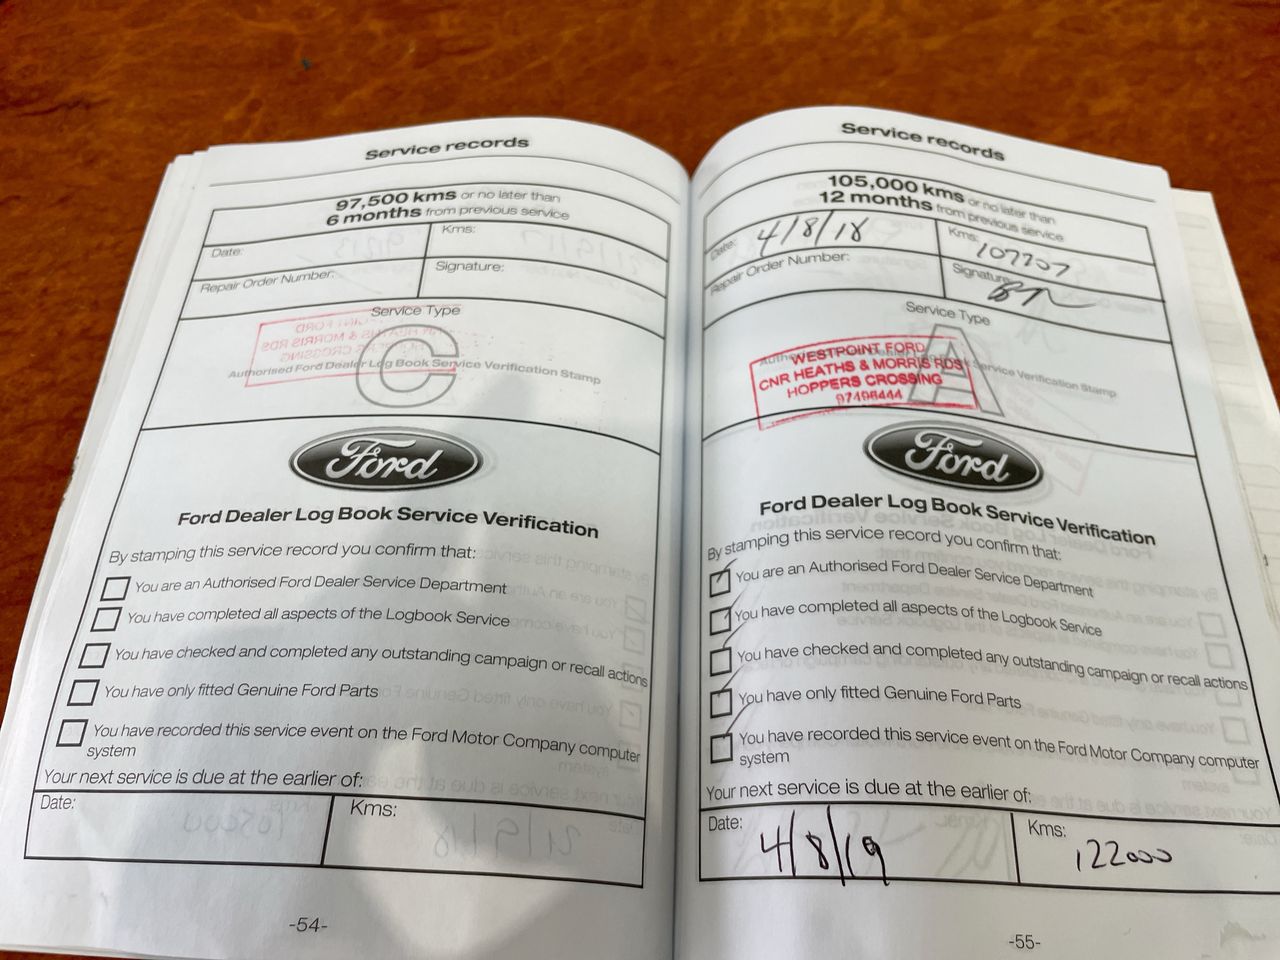 Service records
97,500 kms or no later than
6 months from previous service
Date:
Kms:
Repair Order Number:
Signature:
Service Type
C
Authorised Ford Dealer Log Book Service Verification Stamp
Ford
Ford Dealer Log Book Service Verification
By stamping this service record you confirm that:
You are an Authorised Ford Dealer Service Department
You have completed all aspects of the Logbook Service
You have checked and completed any outstanding campaign or recall actions
You have only fitted Genuine Ford Parts
You have recorded this service event on the Ford Motor Company computer
system
Your next service is due at the earlier of:
Date:
Kms:
-54-
Service records
105,000 kms or no later than
12 months from previous service
Date: 4/8/18
Kms: 107707
Repair Order Number:
Signature:
Service Type
A
Service Verification Stamp
WESTPOINT FORD
CNR HEATHS & MORRIS RDS
HOPPERS CROSSING
97496444
Ford
Ford Dealer Log Book Service Verification
By stamping this service record you confirm that:
You are an Authorised Ford Dealer Service Department
You have completed all aspects of the Logbook Service
You have checked and completed any outstanding campaign or recall actions
You have only fitted Genuine Ford Parts
You have recorded this service event on the Ford Motor Company computer
system
Your next service is due at the earlier of:
Date: 4/8/19
Kms: 122000
-55-